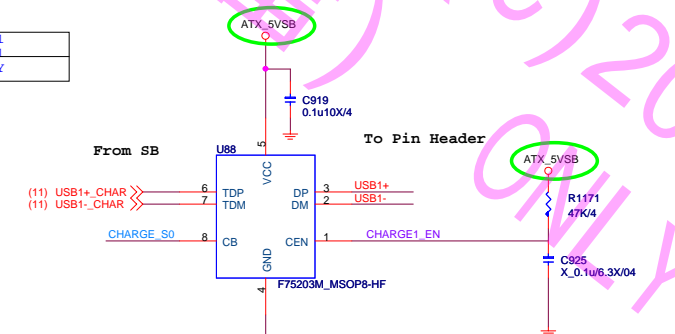 ATX_5VSB
Y
C919
0.1u10X/4
From SB
To Pin Header
U88
5
VCC
ATX_5VSB
(11) USB1+_CHAR
6
TDP
DP
3
USB1+
(11) USB1-_CHAR
7
TDM
DM
2
USB1-
R1171
47K/4
CHARGE_S0
8
CB
CEN
1
CHARGE1_EN
GND
4
C925
X_0.1u/6.3X/04
F75203M_MSOP8-HF
ONLY
(c) 20